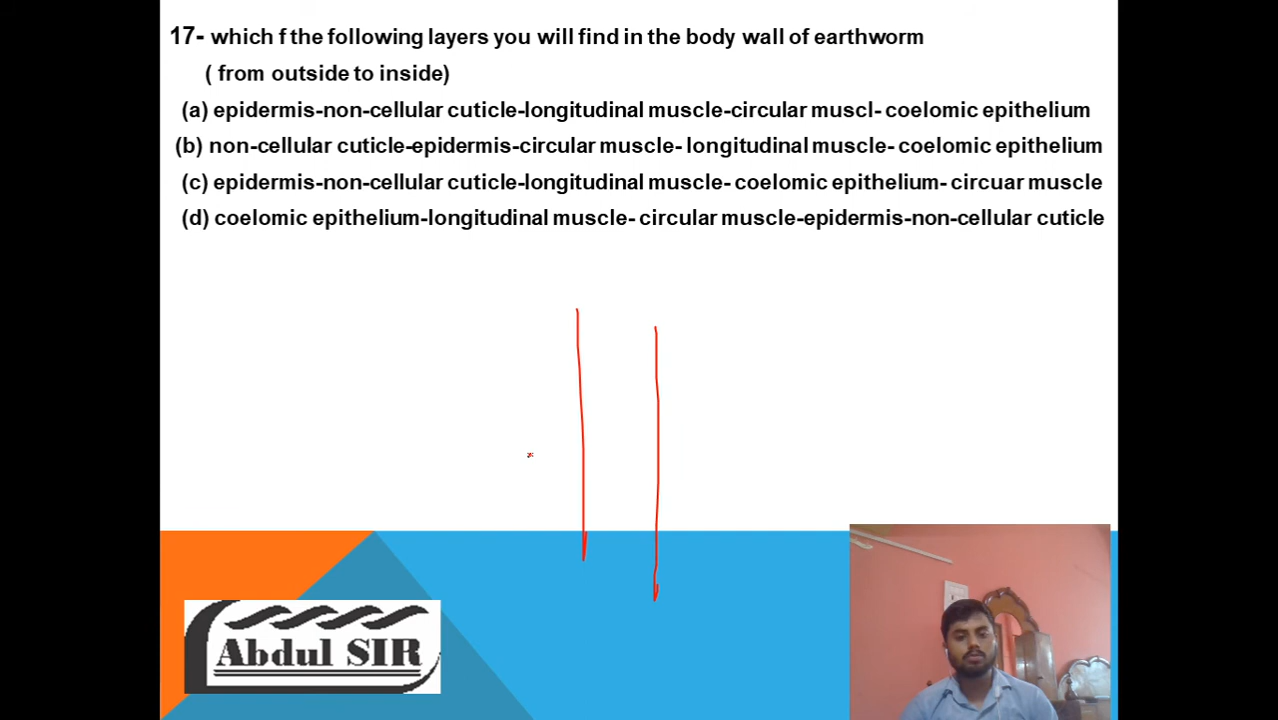 17- which f the following layers you will find in the body wall of earthworm
( from outside to inside)
(a) epidermis-non-cellular cuticle-longitudinal muscle-circular muscl- coelomic epithelium
(b) non-cellular cuticle-epidermis-circular muscle- longitudinal muscle- coelomic epithelium
(c) epidermis-non-cellular cuticle-longitudinal muscle- coelomic epithelium- circuar muscle
(d) coelomic epithelium-longitudinal muscle- circular muscle-epidermis-non-cellular cuticle
Abdul SIR